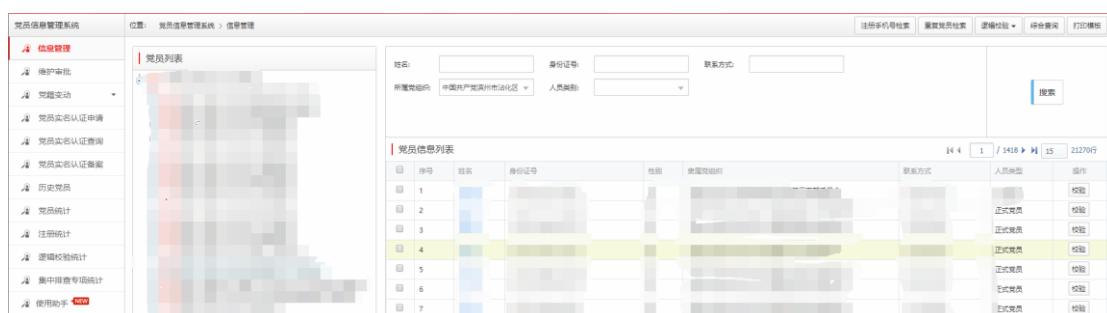 党员信息管理系统
位置: 党员信息管理系统 > 信息管理
注册手机号检索 重复党员检索 逻辑校验 综合查询 打印模板
信息管理
维护审批
党籍变动
党员实名认证申请
党员实名认证查询
党员实名认证备案
历史党员
党员统计
注册统计
逻辑校验统计
集中排查专项统计
使用助手 NEW
党员列表
姓名: 身份证号: 联系方式:
所属党组织: 中国共产党滨州市沾化区 人员类别:
搜索
党员信息列表 1 / 1418 15 21270行
序号 姓名 身份证号 性别 隶属党组织 联系方式 人员类型 操作
1 校验
2 正式党员 校验
3 正式党员 校验
4 正式党员 校验
5 正式党员 校验
6 正式党员 校验
7 正式党员 校验